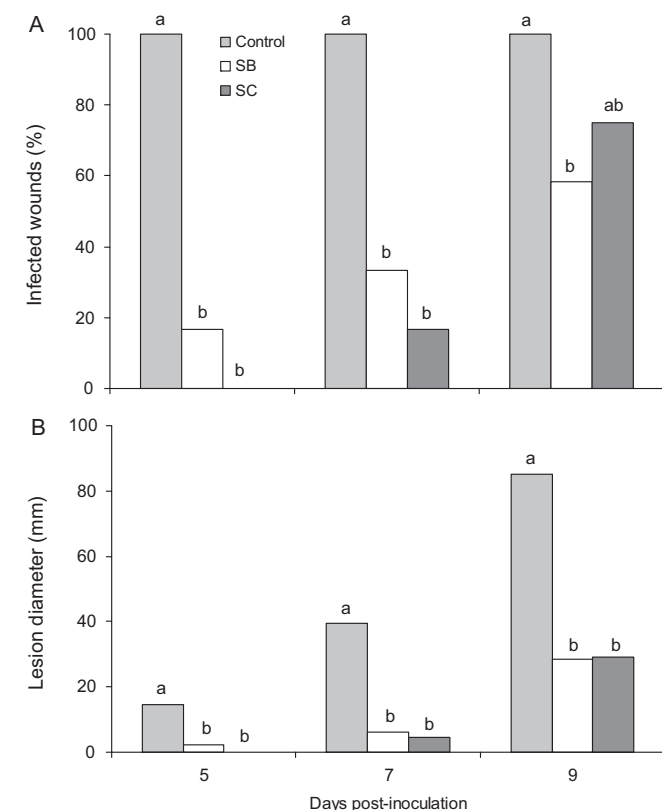 A
Infected wounds (%)
100
80
60
40
20
0
Control
SB
SC
a
b
b
a
b
b
a
b
ab
B
Lesion diameter (mm)
100
80
60
40
20
0
a
b
b
a
b
b
a
b
b
5
7
9
Days post-inoculation